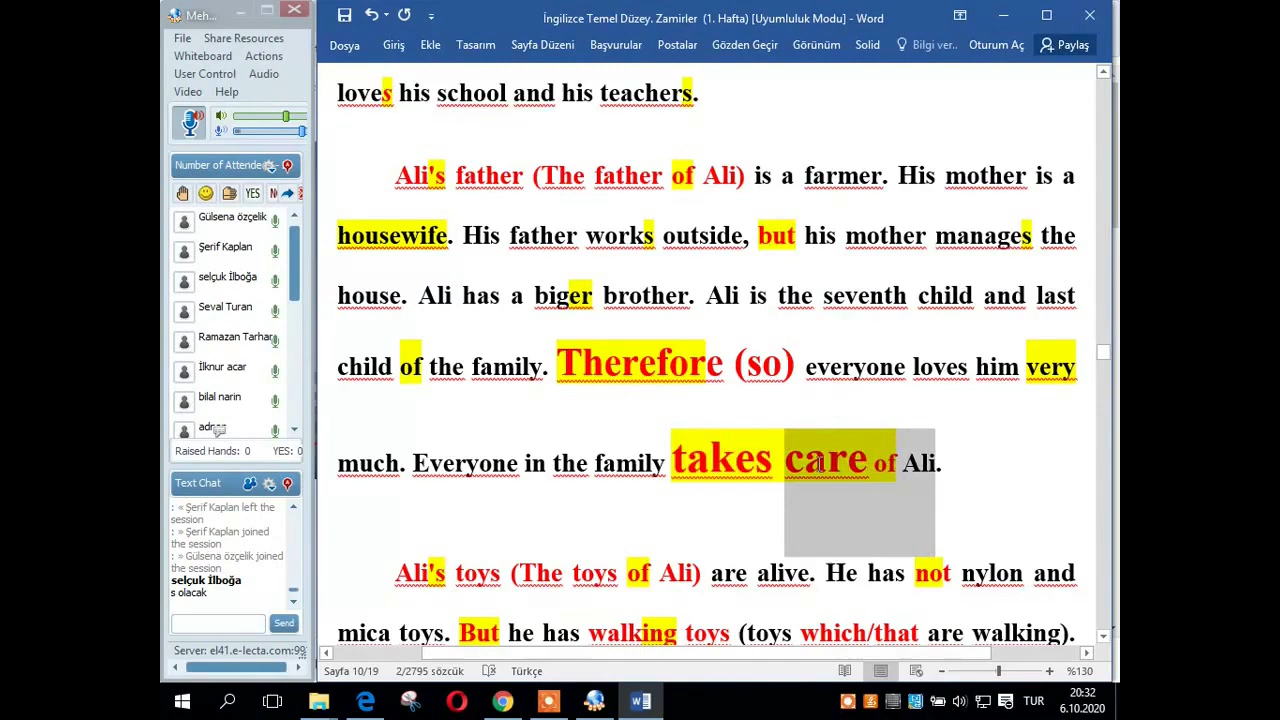 Meh...
File Share Resources
Whiteboard Actions
User Control Audio
Video Help
Number of Attende
YES
Gülsena özçelik
Şerif Kaplan
selçuk İlboğa
Seval Turan
Ramazan Tarhar
İlknur acar
bilal narin
Raised Hands: 0 YES: 0
Text Chat
: » Şerif Kaplan left the
session
: » Şerif Kaplan joined
the session
: » Gülsena özçelik joined
the session
selçuk İlboğa
s olacak
Send
Server: el41.e-lecta.com:99
İngilizce Temel Düzey. Zamirler (1. Hafta) [Uyumluluk Modu] - Word
Dosya Giriş Ekle Tasarım Sayfa Düzeni Başvurular Postalar Gözden Geçir Görünüm Solid Bilgi ver.. Oturum Aç Paylaş
loves his school and his teachers.
Ali's father (The father of Ali) is a farmer. His mother is a
housewife. His father works outside, but his mother manages the
house. Ali has a biger brother. Ali is the seventh child and last
child of the family. Therefore (so) everyone loves him very
much. Everyone in the family takes care of Ali.
Ali's toys (The toys of Ali) are alive. He has not nylon and
mica toys. But he has walking toys (toys which/that are walking).
Sayfa 10/19 2/2795 sözcük Türkçe %130
TUR
20:32
6.10.2020